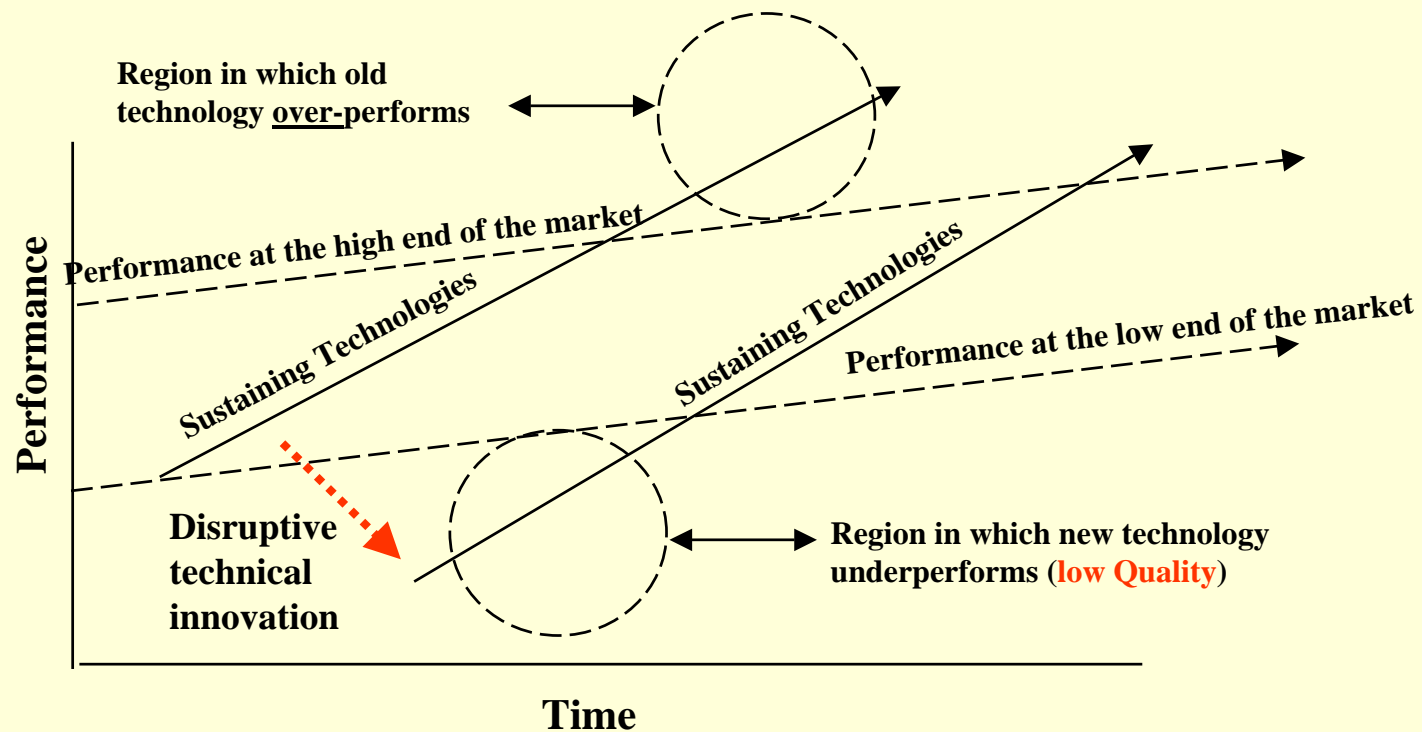 Region in which old
technology over-performs
Performance at the high end of the market
Sustaining Technologies
Sustaining Technologies
Performance at the low end of the market
Performance
Disruptive
technical
innovation
Region in which new technology
underperforms (low Quality)
Time